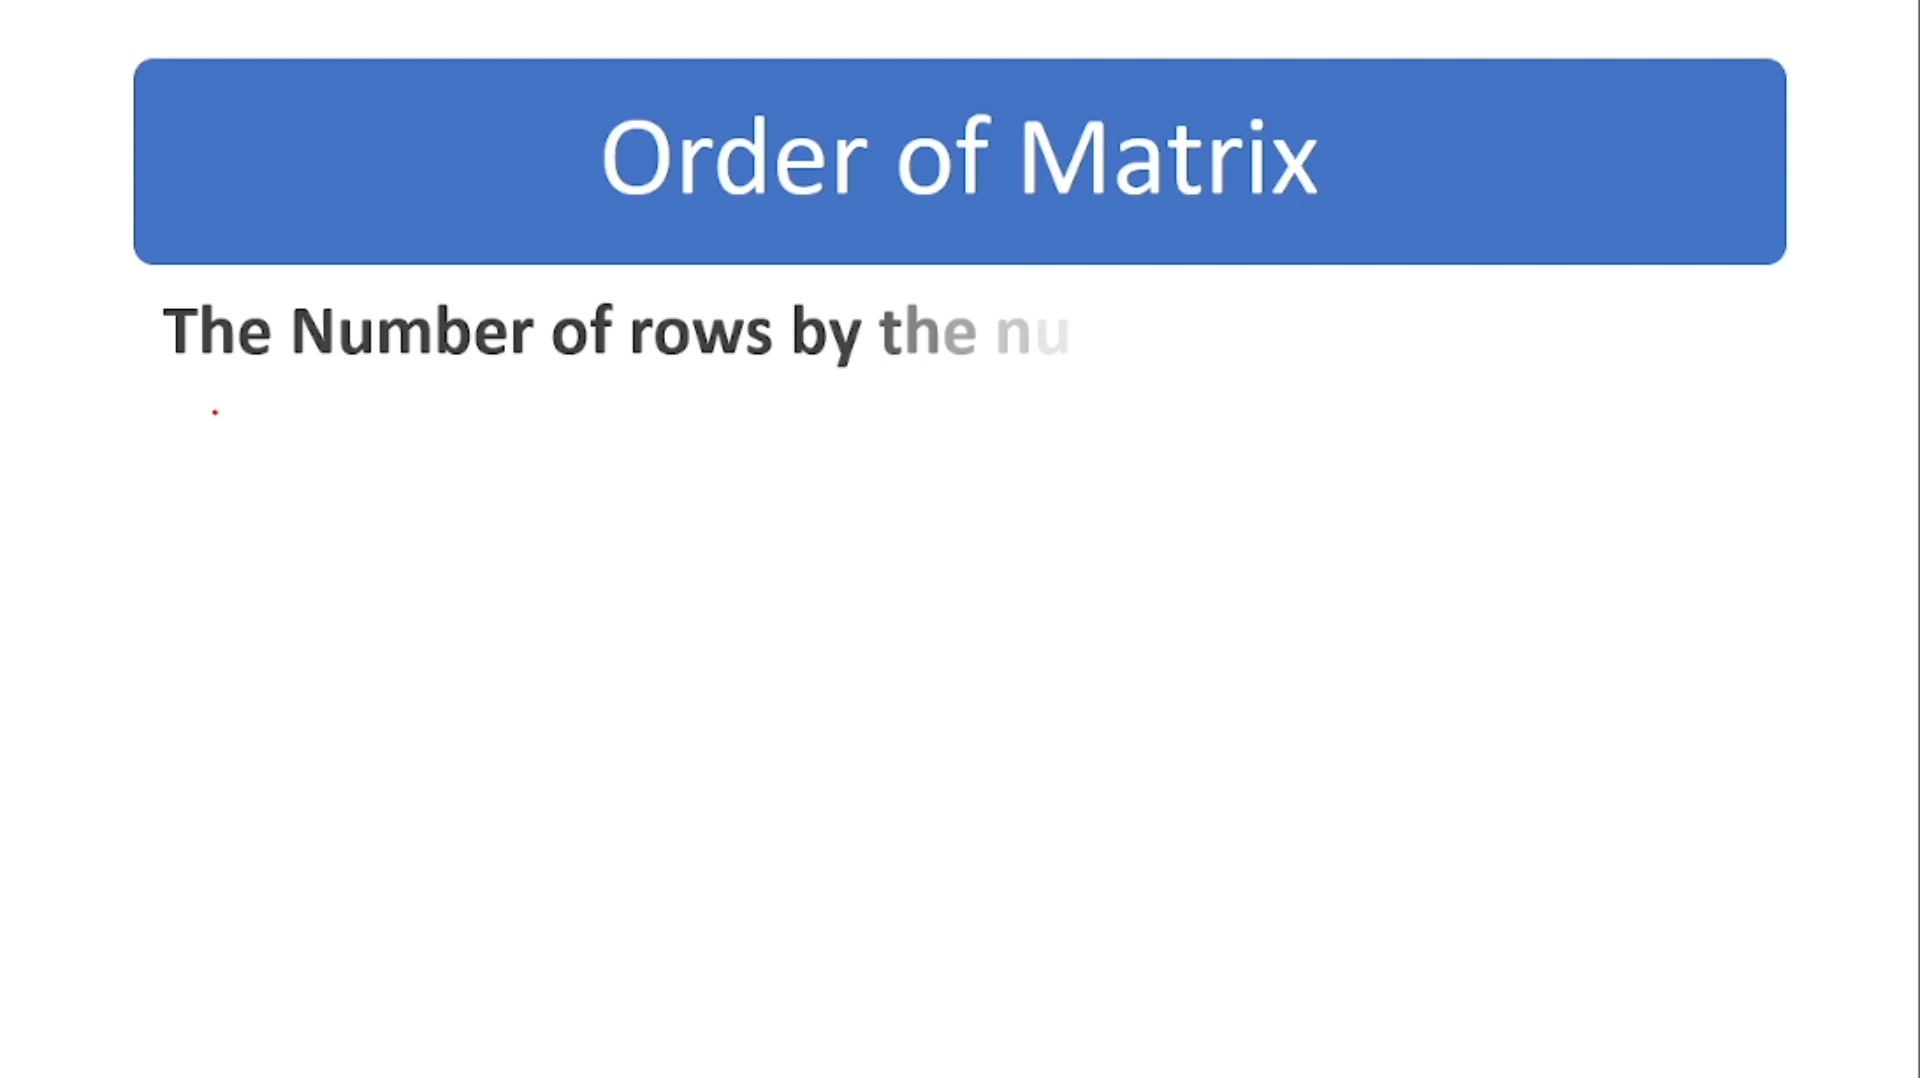 Order of Matrix
The Number of rows by the nu